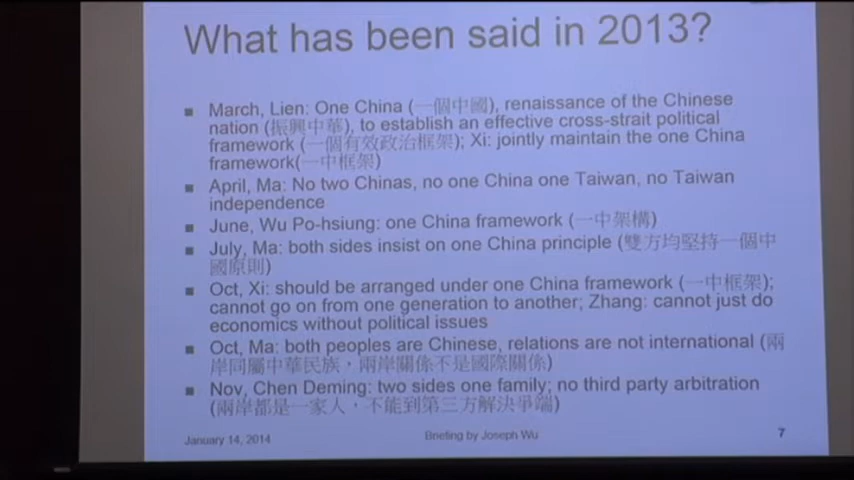 What has been said in 2013?
March, Lien: One China (一個中國), renaissance of the Chinese
nation (振興中華), to establish an effective cross-strait political
framework (一個有效政治框架); Xi: jointly maintain the one China
framework(一中框架)
April, Ma: No two Chinas, no one China one Taiwan, no Taiwan
independence
June, Wu Po-hsiung: one China framework (一中架構)
July, Ma: both sides insist on one China principle (雙方均堅持一個中
國原則)
Oct, Xi: should be arranged under one China framework (一中框架);
cannot go on from one generation to another; Zhang: cannot just do
economics without political issues
Oct, Ma: both peoples are Chinese, relations are not international (兩
岸同屬中華民族，兩岸關係不是國際關係)
Nov, Chen Deming: two sides one family; no third party arbitration
(兩岸都是一家人，不能到第三方解決爭端)
January 14, 2014
Briefing by Joseph Wu
7